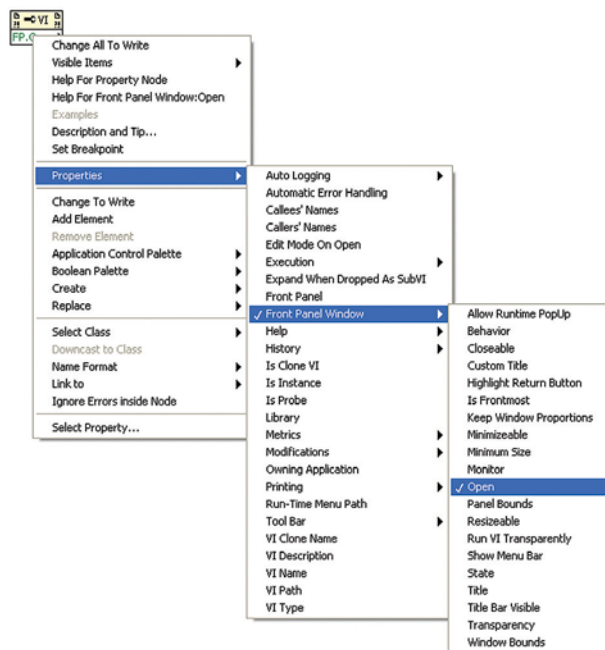 VI
Change All To Write
Visible Items
Help For Property Node
Help For Front Panel Window:Open
Examples
Description and Tip...
Set Breakpoint
Properties
Change To Write
Add Element
Remove Element
Application Control Palette
Boolean Palette
Create
Replace
Select Class
Downcast to Class
Name Format
Link to
Ignore Errors inside Node
Select Property...
Auto Logging
Automatic Error Handling
Callees' Names
Callers' Names
Edit Mode On Open
Execution
Expand When Dropped As SubVI
Front Panel
Front Panel Window
Help
History
Is Clone VI
Is Instance
Is Probe
Library
Metrics
Modifications
Owning Application
Printing
Run-Time Menu Path
Tool Bar
VI Clone Name
VI Description
VI Name
VI Path
VI Type
Allow Runtime PopUp
Behavior
Closeable
Custom Title
Highlight Return Button
Is Frontmost
Keep Window Proportions
Minimizeable
Minimum Size
Monitor
Open
Panel Bounds
Resizeable
Run VI Transparently
Show Menu Bar
State
Title
Title Bar Visible
Transparency
Window Bounds